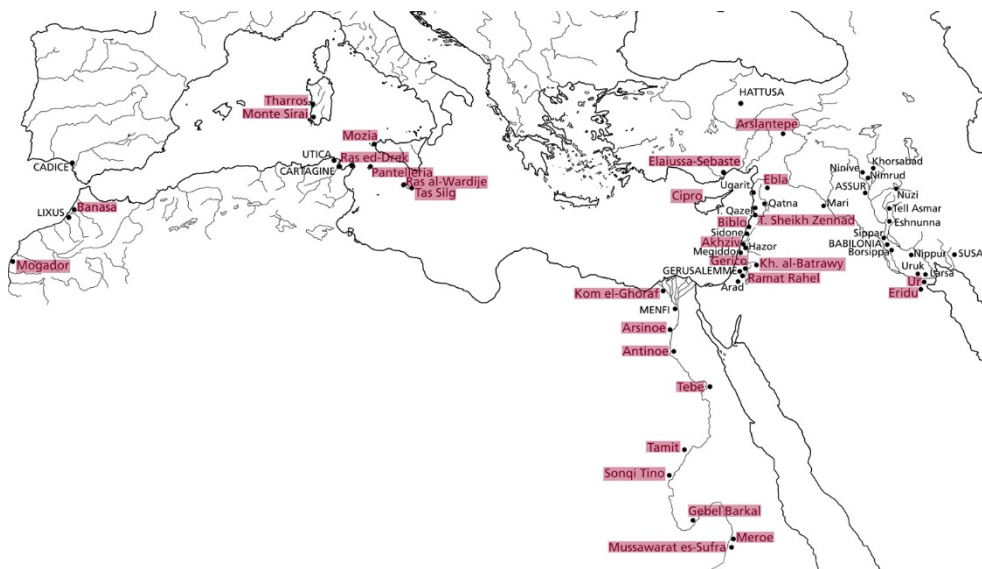 HATTUSA
Tharros
Monte Sirai
Arslantepe
Mozia
UTICA
Ras ed-Drek
CADICE
CARTAGINE
Pantelleria
Elaiussa-Sebaste
Khorsabad
Ninive
Nimrud
Ras al-Wardije
Tas Silg
Ebla
Ugarit
Cipro
ASSUR
Nuzi
Banasa
LIXUS
Qatna
Mari
T. Qazel
Tell Asmar
T. Sheikh Zennad
Biblo
Eshnunna
Sidone
Sippar
Akhziv
Hazor
BABILONIA
Megiddo
Borsippa
Nippur
SUSA
Mogador
Gerico
Kh. al-Batrawy
GERUSALEMME
Uruk
Larsa
Ramat Rahel
Arad
Ur
Eridu
Kom el-Ghoraf
MENFI
Arsinoe
Antinoe
Tebe
Tamit
Sonqi Tino
Gebel Barkal
Meroe
Mussawarat es-Sufra